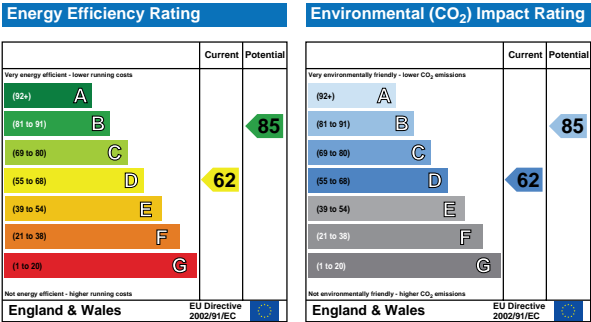 Energy Efficiency Rating
Current Potential
Very energy efficient - lower running costs
(92+) A
(81 to 91) B
(69 to 80) C
(55 to 68) D
(39 to 54) E
(21 to 38) F
(1 to 20) G
62
85
Not energy efficient - higher running costs
England & Wales
EU Directive
2002/91/EC
Environmental (CO₂) Impact Rating
Current Potential
Very environmentally friendly - lower CO₂ emissions
(92+) A
(81 to 91) B
(69 to 80) C
(55 to 68) D
(39 to 54) E
(21 to 38) F
(1 to 20) G
62
85
Not environmentally friendly - higher CO₂ emissions
England & Wales
EU Directive
2002/91/EC